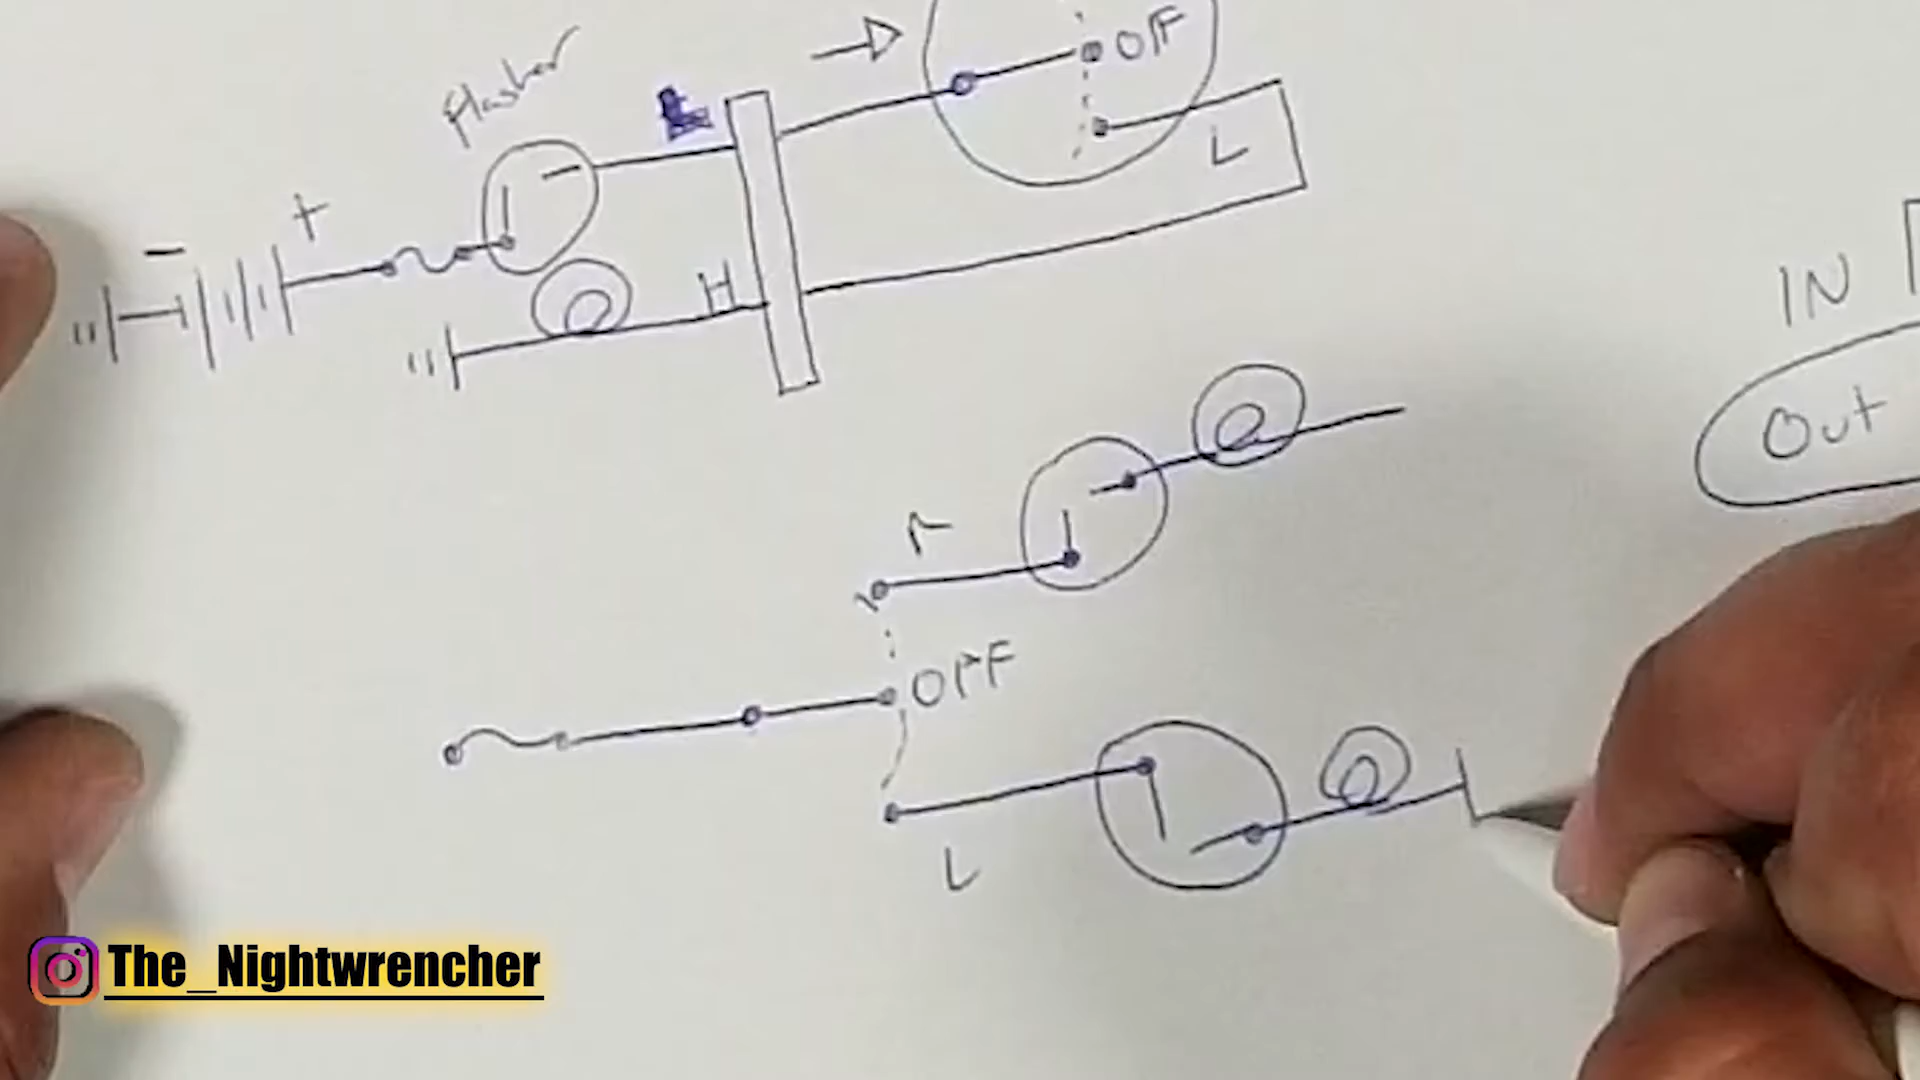 flasher
OFF
L
L
- +
H
IN
Out
r
OFF
L
The_Nightwrencher